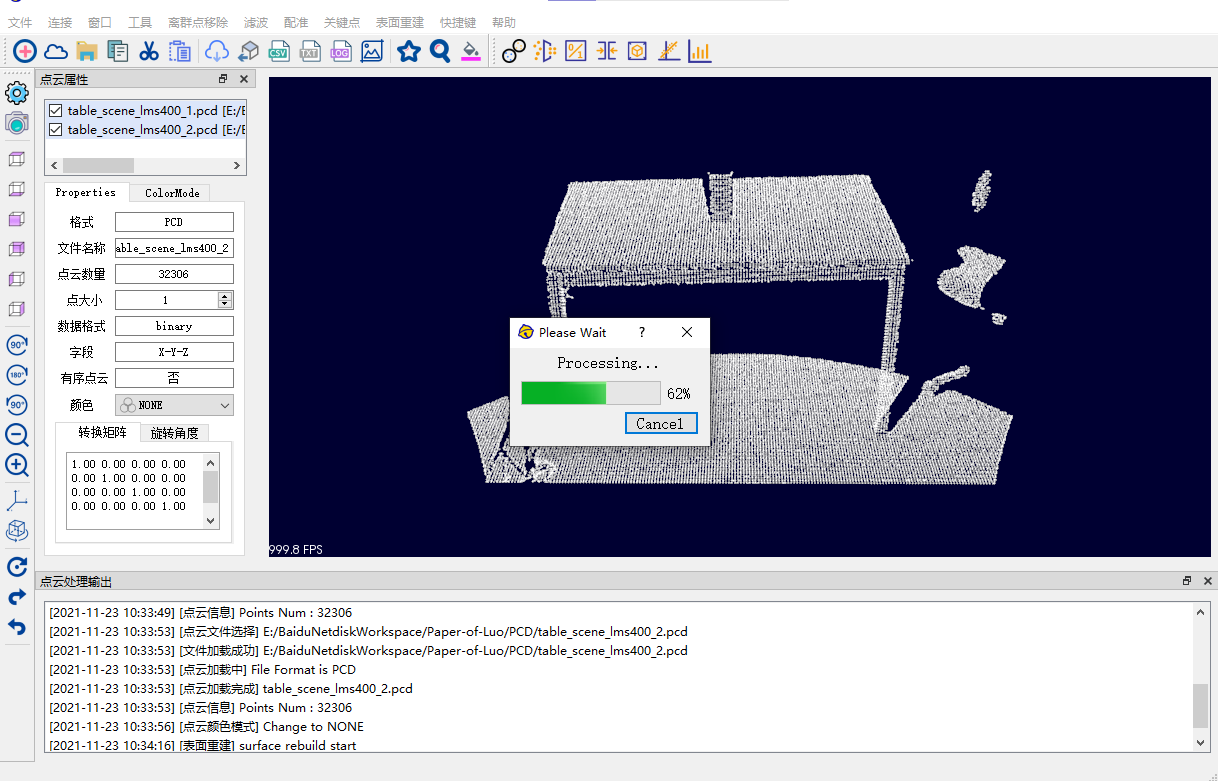 文件 连接 窗口 工具 离群点移除 滤波 配准 关键点 表面重建 快捷键 帮助
CSV TXT LOG
点云属性
table_scene_lms400_1.pcd [E:/
table_scene_lms400_2.pcd [E:/
Properties ColorMode
格式 PCD
文件名称 able_scene_lms400_2
点云数量 32306
点大小 1
数据格式 binary
字段 X-Y-Z
有序点云 否
颜色 NONE
转换矩阵 旋转角度
1.00 0.00 0.00 0.00
0.00 1.00 0.00 0.00
0.00 0.00 1.00 0.00
0.00 0.00 0.00 1.00
90°
180°
90°
Please Wait ?
Processing...
62%
Cancel
999.8 FPS
点云处理输出
[2021-11-23 10:33:49] [点云信息] Points Num : 32306
[2021-11-23 10:33:53] [点云文件选择] E:/BaiduNetdiskWorkspace/Paper-of-Luo/PCD/table_scene_lms400_2.pcd
[2021-11-23 10:33:53] [文件加载成功] E:/BaiduNetdiskWorkspace/Paper-of-Luo/PCD/table_scene_lms400_2.pcd
[2021-11-23 10:33:53] [点云加载中] File Format is PCD
[2021-11-23 10:33:53] [点云加载完成] table_scene_lms400_2.pcd
[2021-11-23 10:33:53] [点云信息] Points Num : 32306
[2021-11-23 10:33:56] [点云颜色模式] Change to NONE
[2021-11-23 10:34:16] [表面重建] surface rebuild start